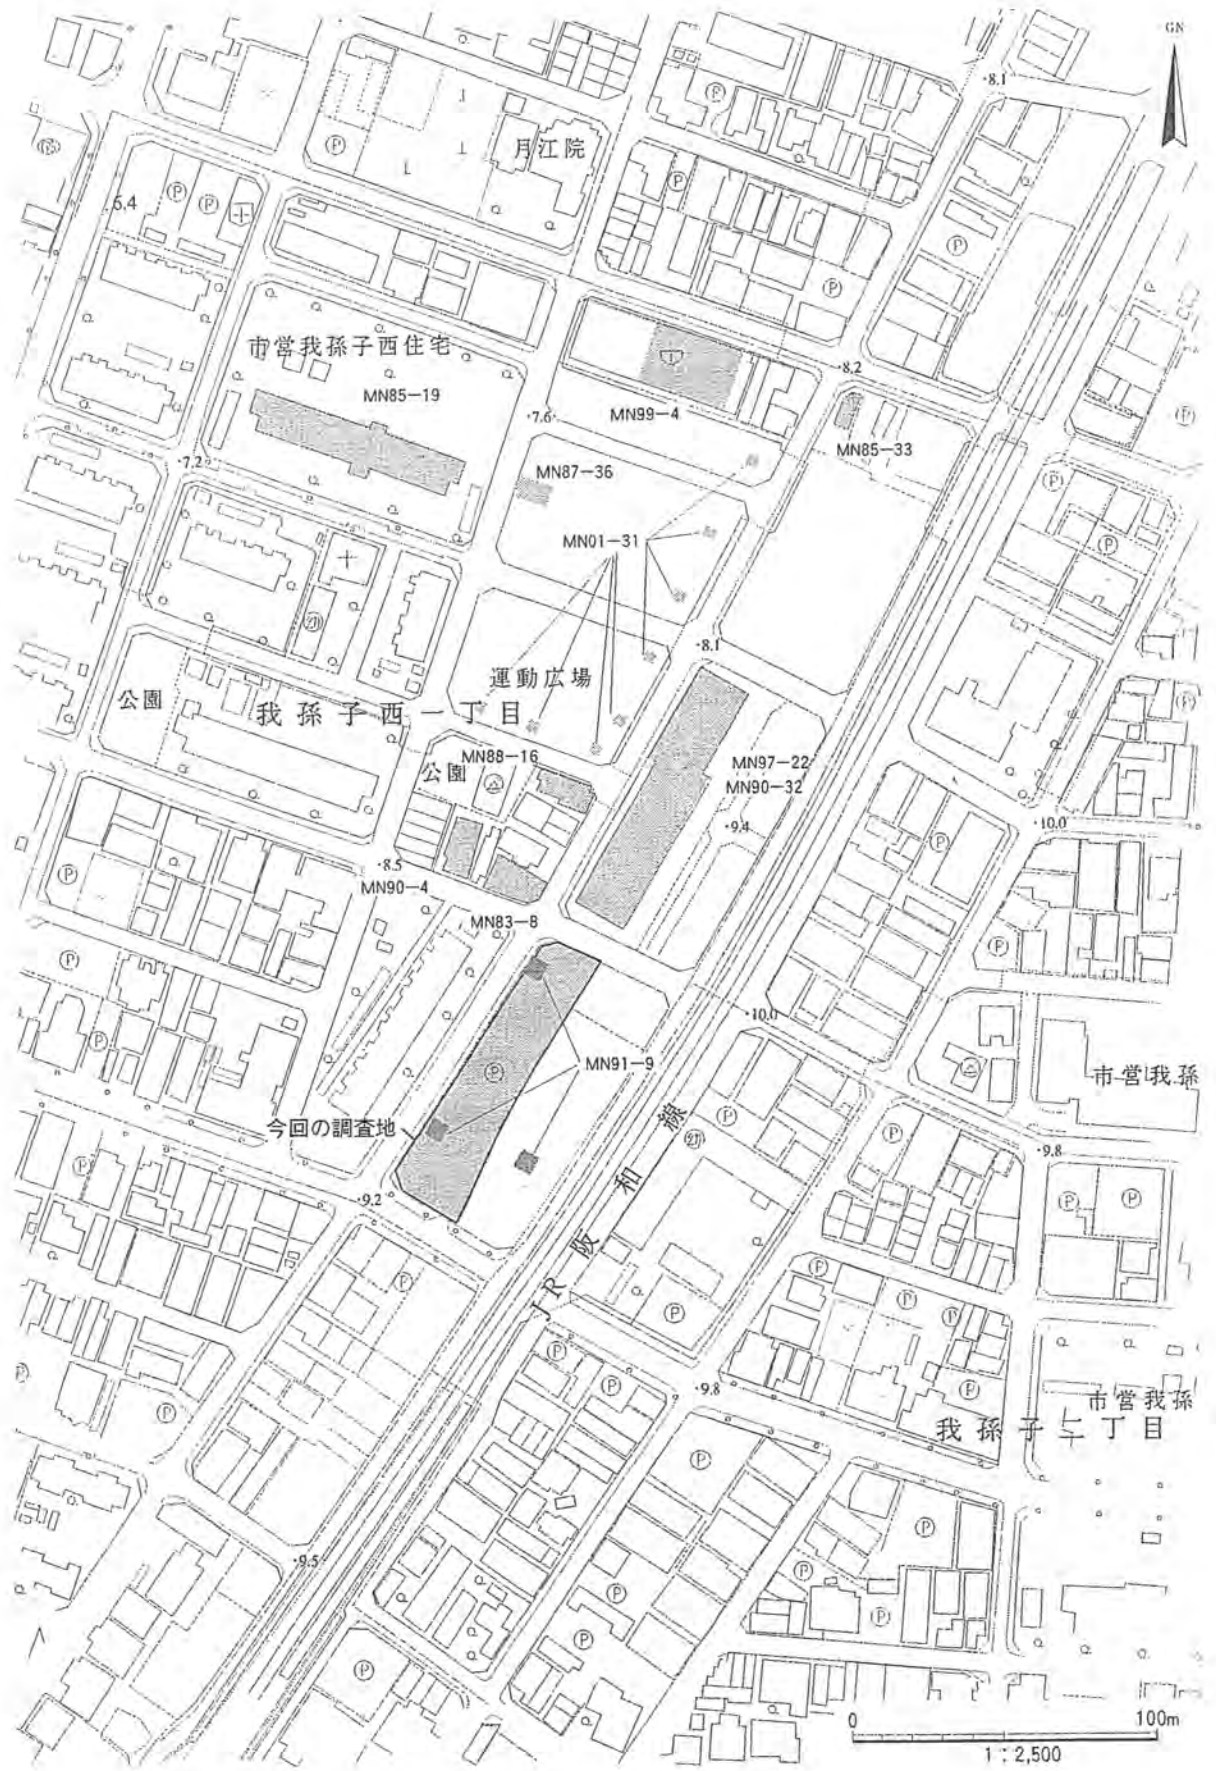 GN
・8.1
月江院
.6.4
市営我孫子西住宅
MN85-19
・8.2
MN99-4
・7.6・
MN85-33
・7.2
MN87-36
MN01-31
・8.1
運動広場
公園
我孫子西一丁目
MN88-16
公園
MN97-22
MN90-32
・9.4
・10.0
・8.5
MN90-4
MN83-8
・10.0
MN91-9
市営我孫
今回の調査地
・9.8
・9.2
JR阪和線
・9.8
市営我孫
我孫子二丁目
・9.5・
0
100m
1:2,500